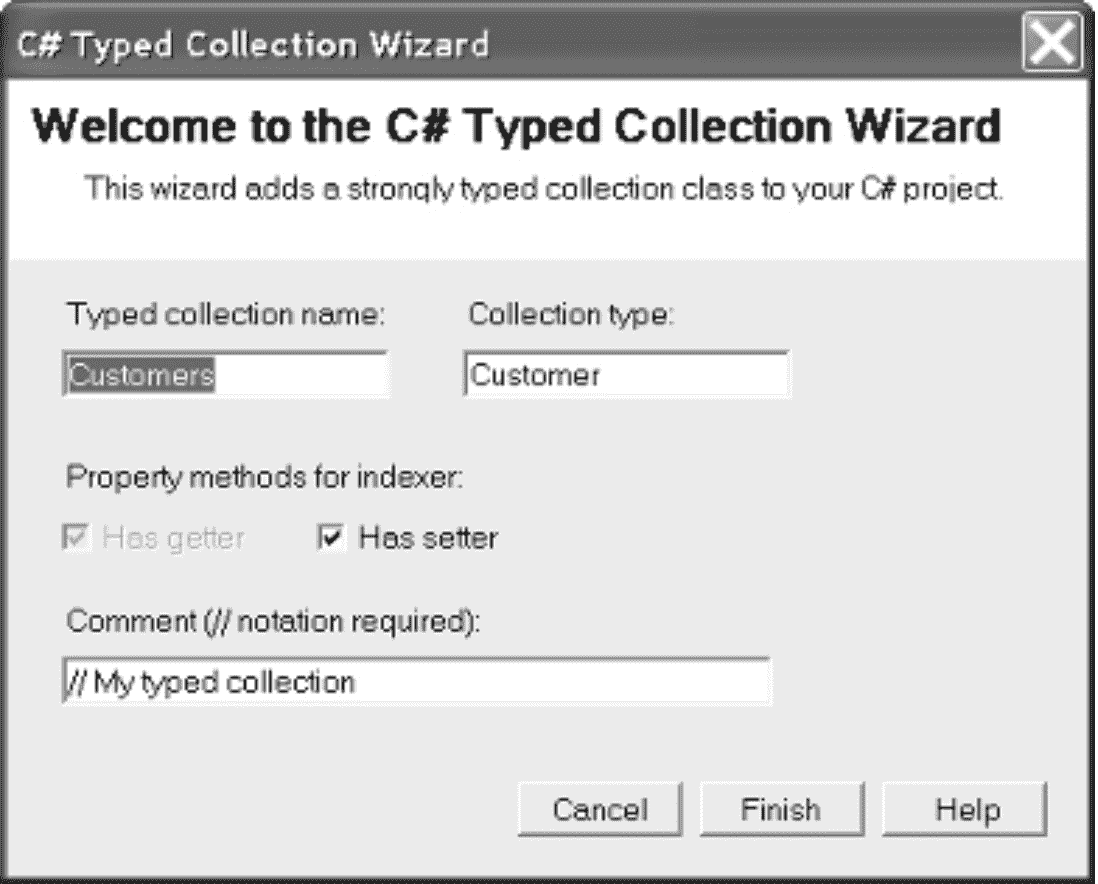 C# Typed Collection Wizard
Welcome to the C# Typed Collection Wizard
This wizard adds a strongly typed collection class to your C# project.
Typed collection name: Collection type:
Customers Customer
Property methods for indexer:
Has getter Has setter
Comment (// notation required):
// My typed collection
Cancel Finish Help